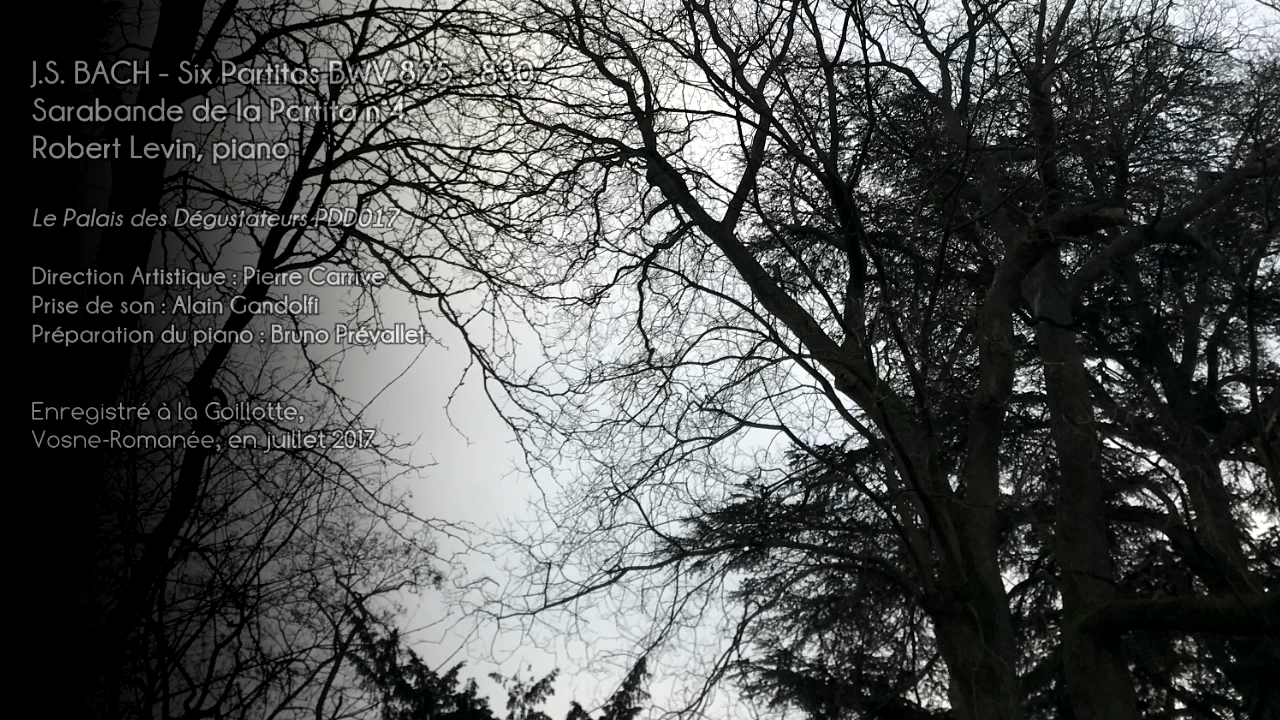 J.S. BACH - Six Partitas BWV 825 - 830
Sarabande de la Partita n°4
Robert Levin, piano
Le Palais des Dégustateurs PDD017
Direction Artistique : Pierre Carrive
Prise de son : Alain Gandolfi
Préparation du piano : Bruno Prévallet
Enregistré à la Goillotte,
Vosne-Romanée, en juillet 2017